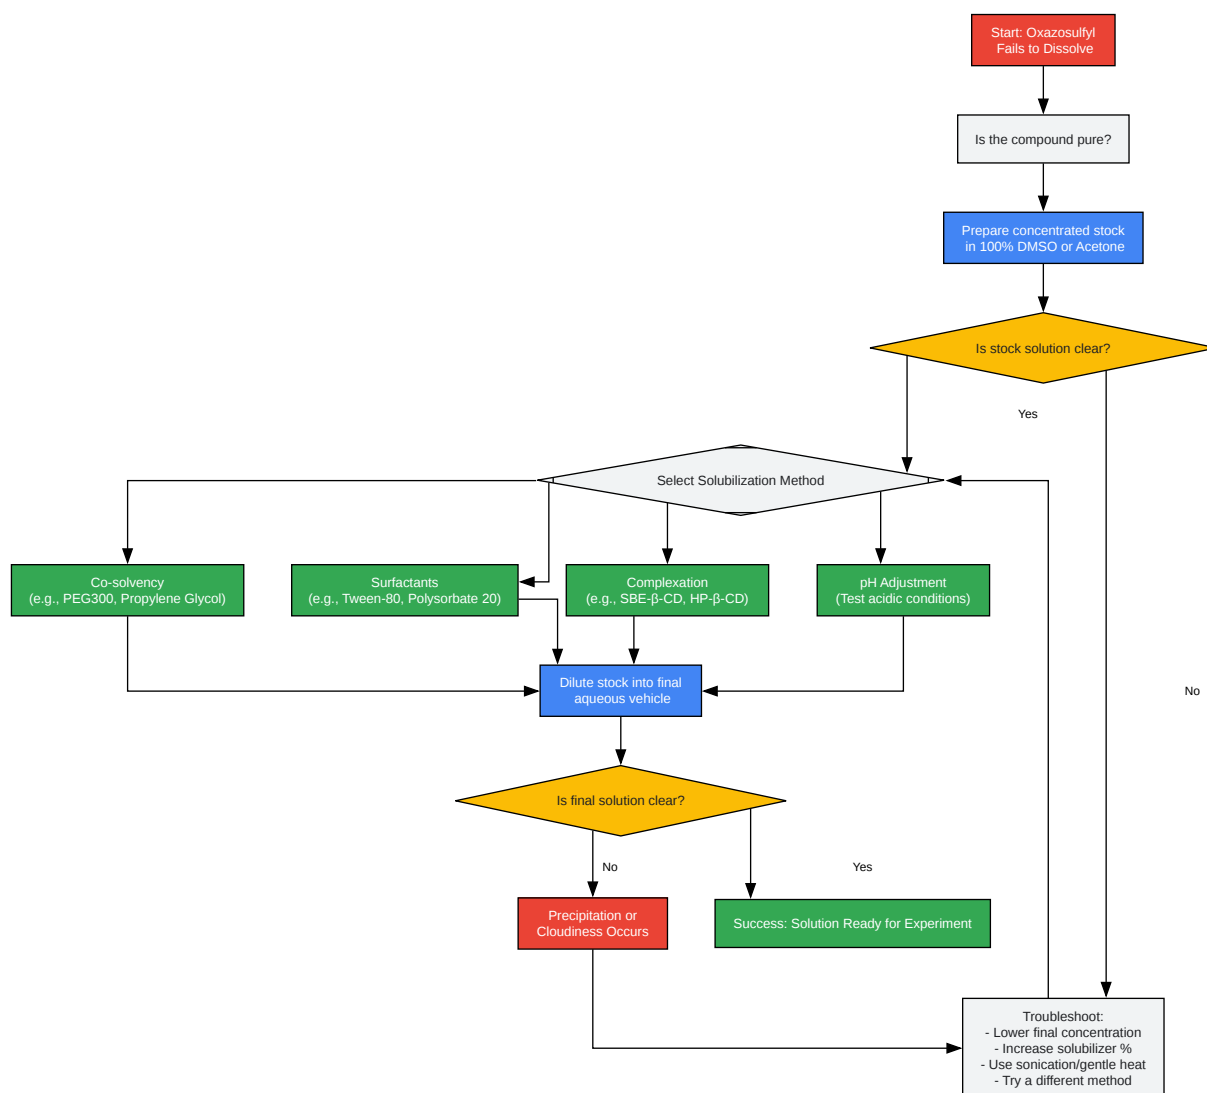 Start: Oxazosulfyl
Fails to Dissolve
Is the compound pure?
Prepare concentrated stock
in 100% DMSO or Acetone
Is stock solution clear?
Yes
Select Solubilization Method
Co-solvency
(e.g., PEG300, Propylene Glycol)
Surfactants
(e.g., Tween-80, Polysorbate 20)
Complexation
(e.g., SBE-β-CD, HP-β-CD)
pH Adjustment
(Test acidic conditions)
Dilute stock into final
aqueous vehicle
No
Is final solution clear?
No
Yes
Precipitation or
Cloudiness Occurs
Success: Solution Ready for Experiment
Troubleshoot:
- Lower final concentration
- Increase solubilizer %
- Use sonication/gentle heat
- Try a different method